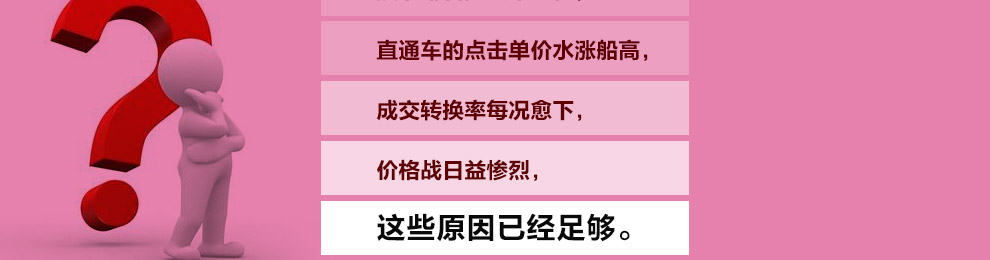 直通车的点击单价水涨船高，
成交转换率每况愈下，
价格战日益惨烈，
这些原因已经足够。